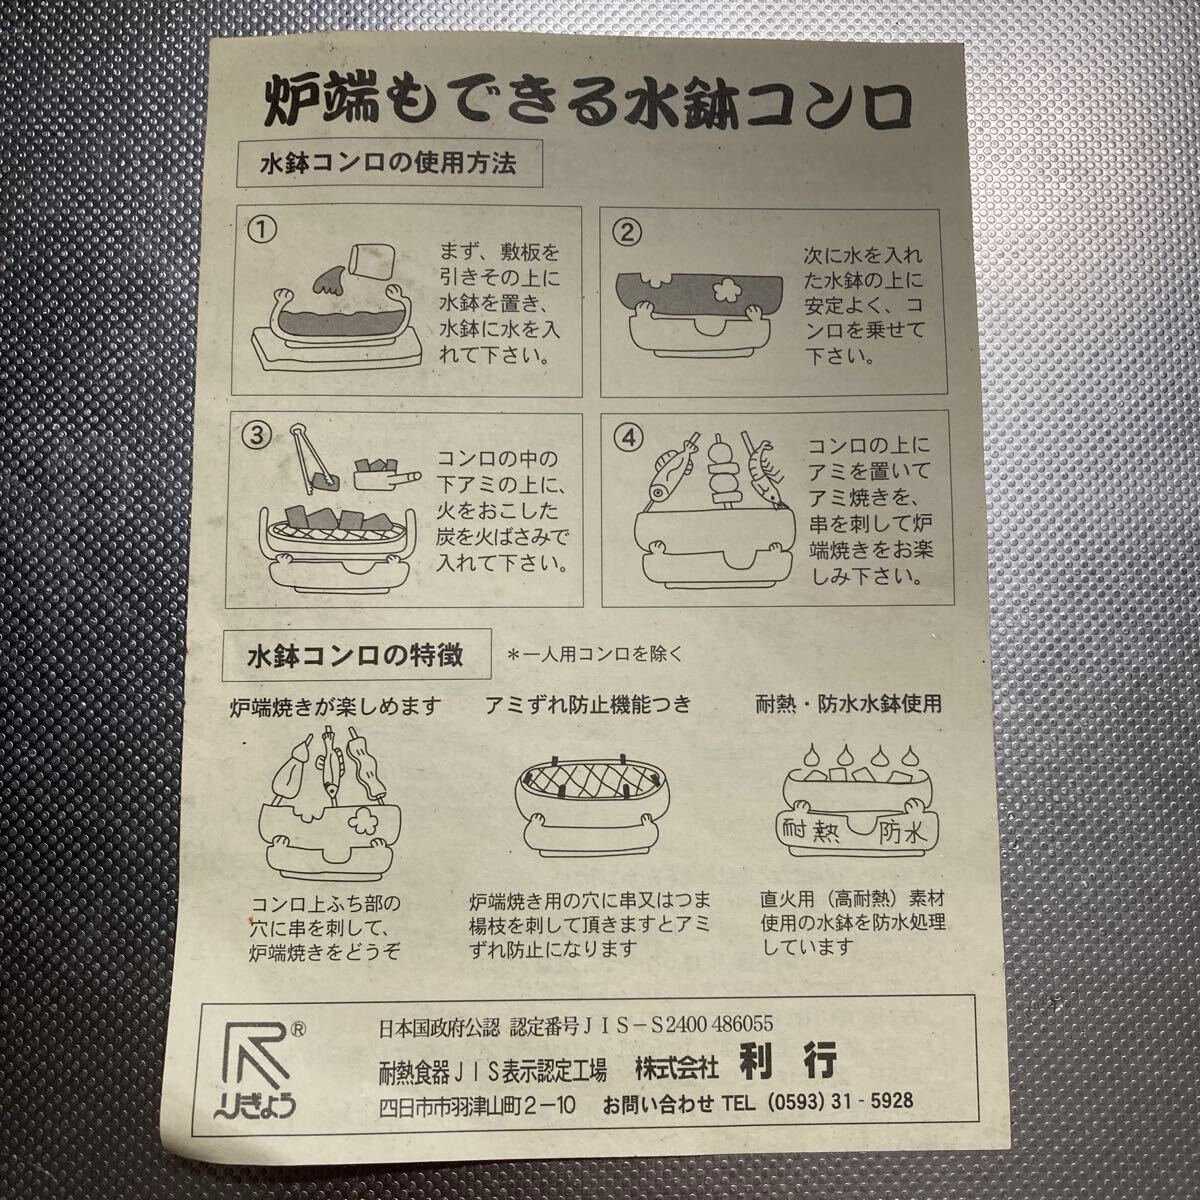 炉端もできる水鉢コンロ
水鉢コンロの使用方法
①
まず、敷板を
引きその上に
水鉢を置き、
水鉢に水を入
れて下さい。
②
次に水を入れ
た水鉢の上に
安定よく、コ
ンロを乗せて
下さい。
③
コンロの中の
下アミの上に、
火をおこした
炭を火ばさみで
入れて下さい。
④
コンロの上に
アミを置いて
アミ焼きを、
串を刺して炉
端焼きをお楽
しみ下さい。
水鉢コンロの特徴
＊一人用コンロを除く
炉端焼きが楽しめます
コンロ上ふち部の
穴に串を刺して、
炉端焼きをどうぞ
アミずれ防止機能つき
炉端焼き用の穴に串又はつま
楊枝を刺して頂きますとアミ
ずれ防止になります
耐熱・防水水鉢使用
耐熱 防水
直火用（高耐熱）素材
使用の水鉢を防水処理
しています
®
りぎょう
日本国政府公認 認定番号ＪＩＳ－Ｓ2400 486055
耐熱食器ＪＩＳ表示認定工場 株式会社 利行
四日市市羽津山町2－10 お問い合わせ TEL (0593) 31-5928